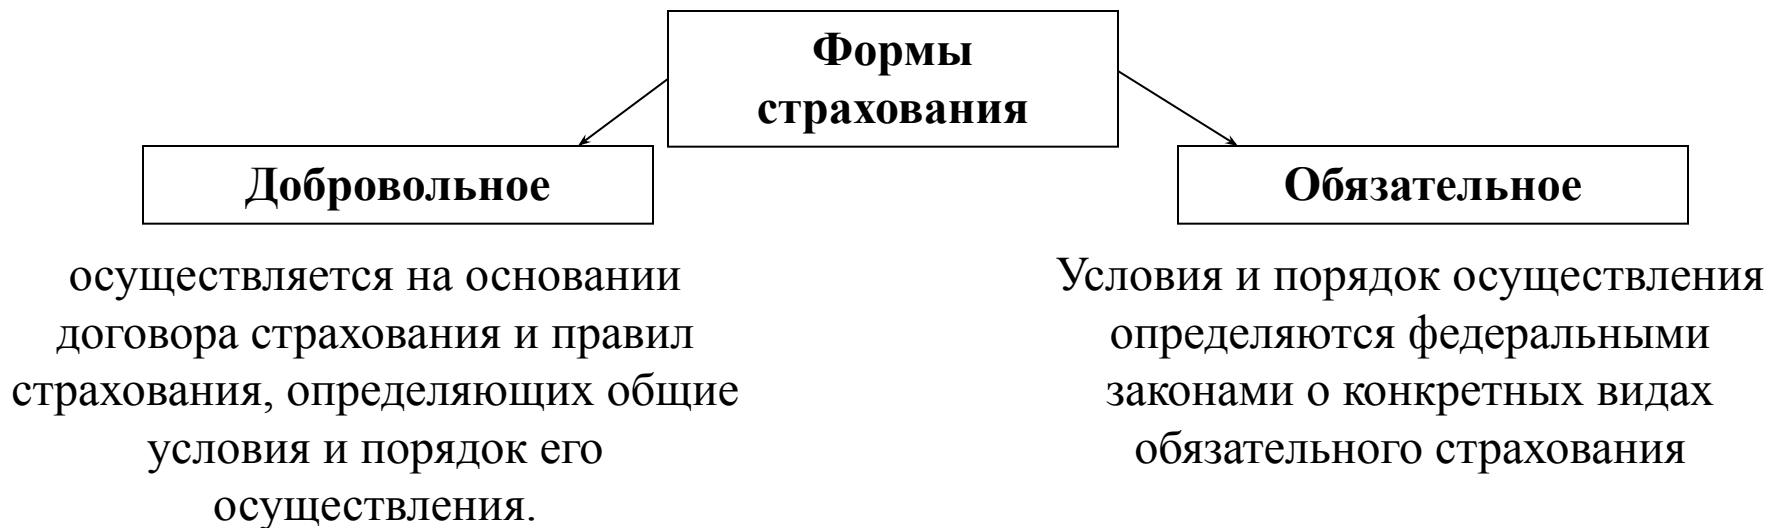 Формы
страхования
Добровольное
Обязательное
осуществляется на основании
договора страхования и правил
страхования, определяющих общие
условия и порядок его
осуществления.
Условия и порядок осуществления
определяются федеральными
законами о конкретных видах
обязательного страхования